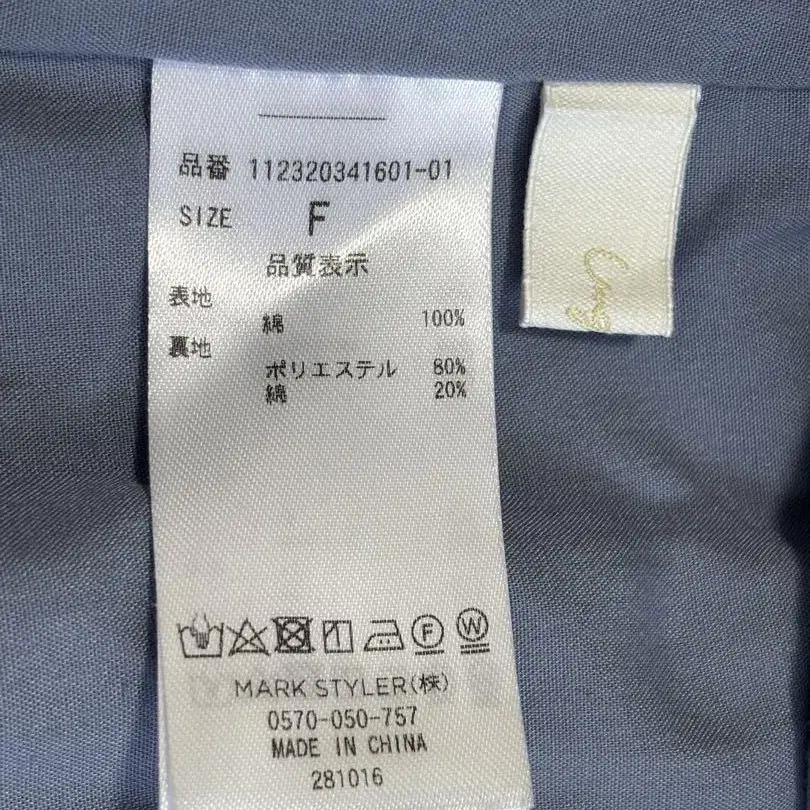 品番 112320341601-01
SIZE F
品質表示
表地
綿 100%
裏地
ポリエステル 80%
綿 20%
F W
MARK STYLER(株)
0570-050-757
MADE IN CHINA
281016